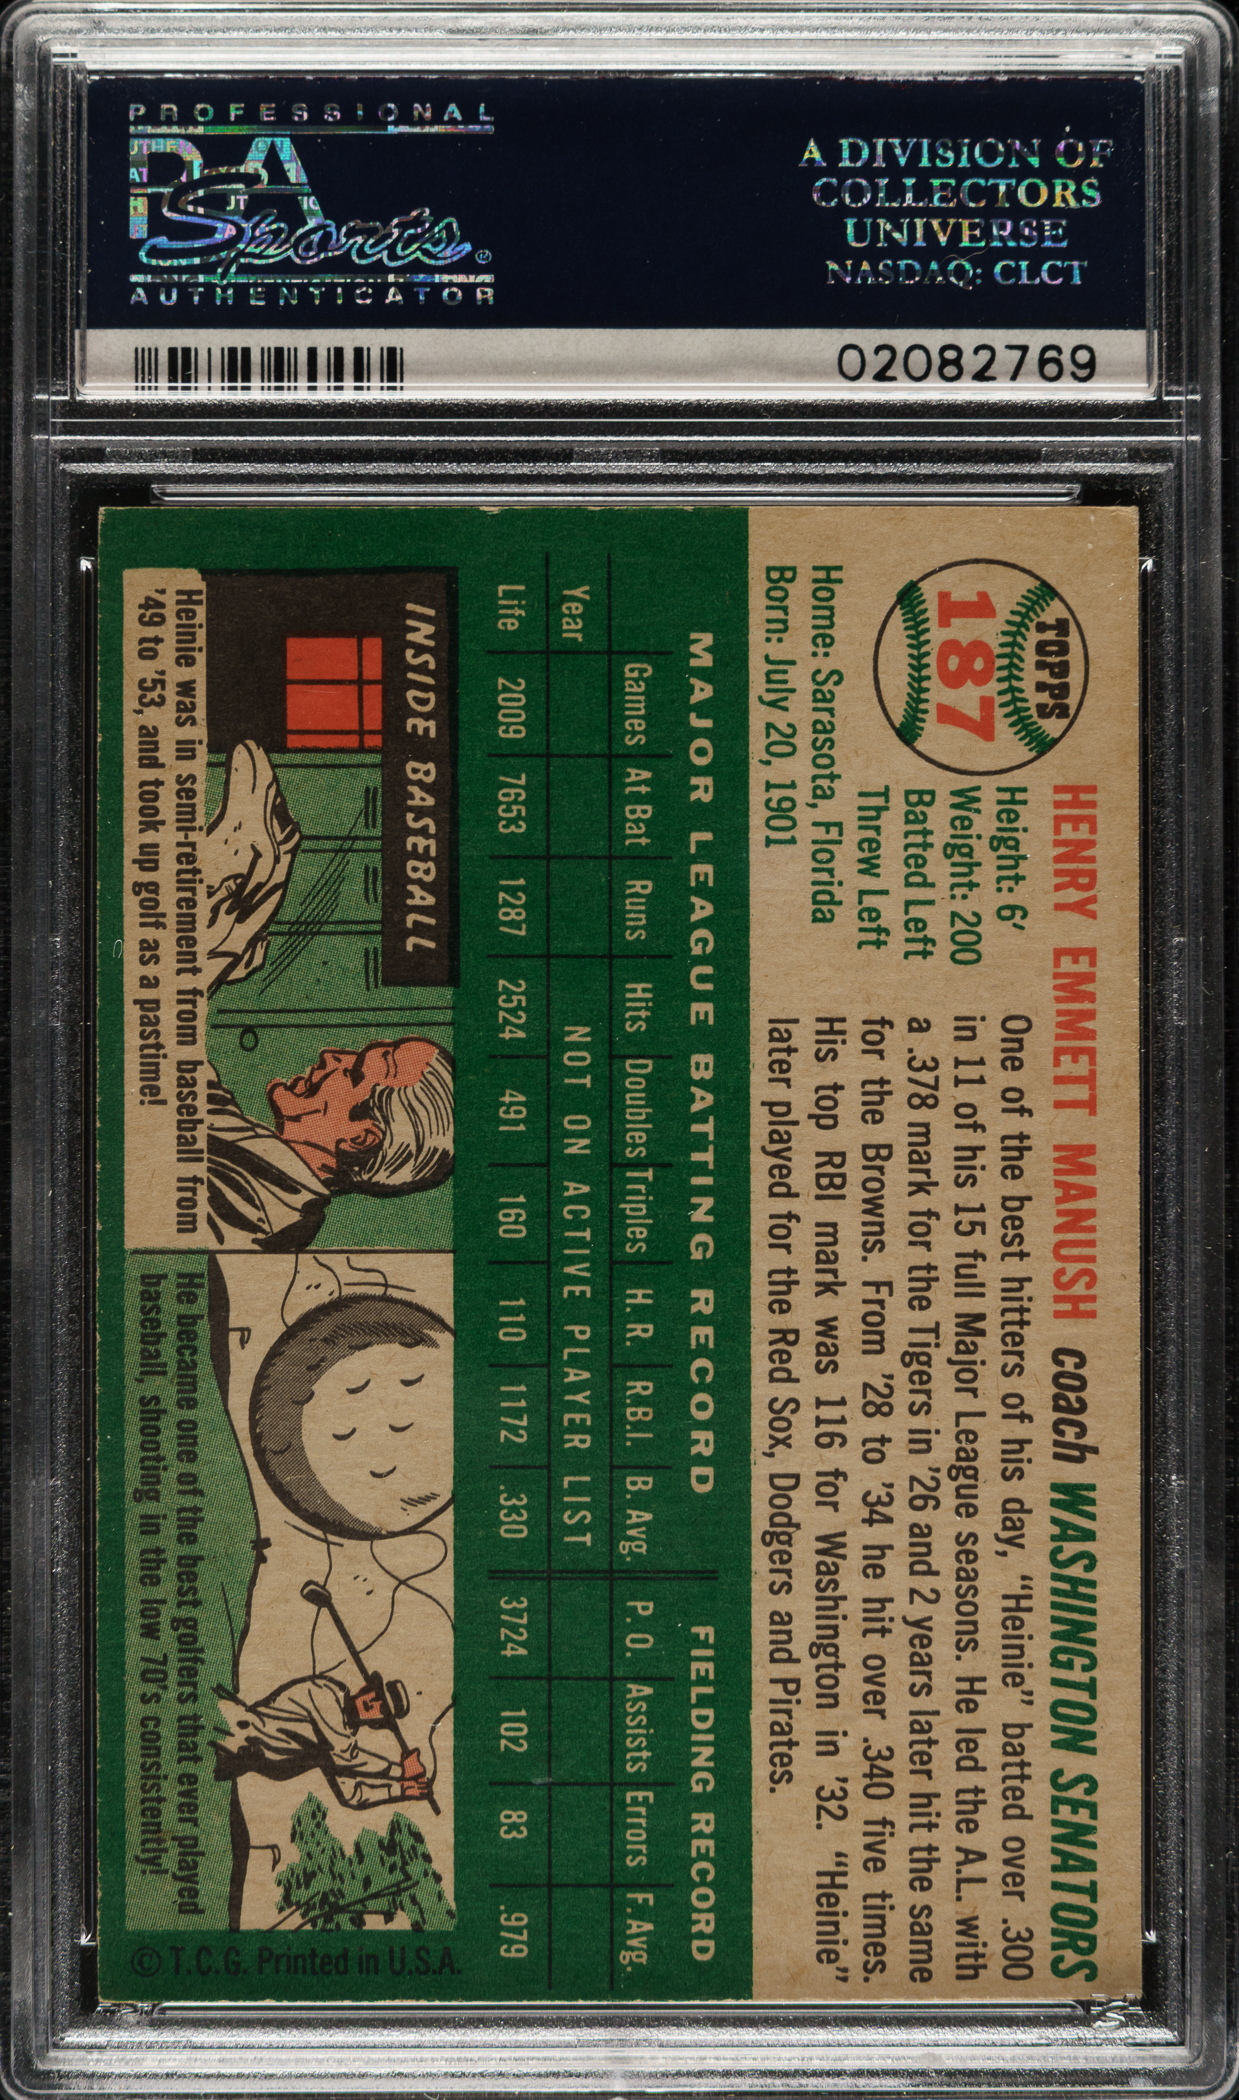 PROFESSIONAL
PSA
Sports®
AUTHENTICATOR
A DIVISION OF
COLLECTORS
UNIVERSE
NASDAQ: CLCT
02082769
TOPPS
187
HENRY EMMETT MANUSH coach WASHINGTON SENATORS
Height: 6'
Weight: 200
Batted Left
Threw Left
Home: Sarasota, Florida
Born: July 20, 1901
One of the best hitters of his day, "Heinie" batted over .300
in 11 of his 15 full Major League seasons. He led the A.L. with
a .378 mark for the Tigers in '26 and 2 years later hit the same
for the Browns. From '28 to '34 he hit over .340 five times.
His top RBI mark was 116 for Washington in '32. "Heinie"
later played for the Red Sox, Dodgers and Pirates.
MAJOR LEAGUE BATTING RECORD FIELDING RECORD
Games At Bat Runs Hits Doubles Triples H. R. R.B.I. B. Avg. P. O. Assists Errors F. Avg.
Year NOT ON ACTIVE PLAYER LIST
Life 2009 7653 1287 2524 491 160 110 1172 .330 3724 102 83 .979
INSIDE BASEBALL
Heinie was in semi-retirement from baseball from
'49 to '53, and took up golf as a pastime!
He became one of the best golfers that ever played
baseball, shooting in the low 70's consistently!
© T.C.G. Printed in U.S.A.